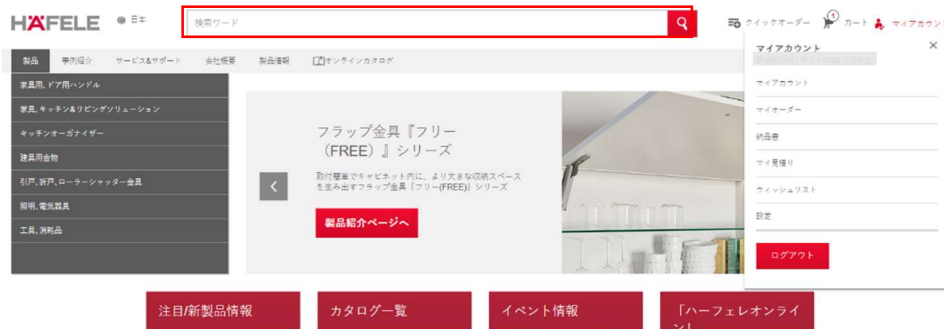 HÄFELE
日本
検索ワード
クイックオーダー
1
カート
マイアカウン
製品
事例紹介
サービス&サポート
会社概要
製品情報
オンラインカタログ
家具用、ドア用ハンドル
家具、キッチン&リビングソリューション
キッチンオーガナイザー
建具用金物
引戸、折戸、ローラーシャッター金具
照明、電気器具
工具、消耗品
フラップ金具『フリー
(FREE)』シリーズ
取付簡単でキャビネット内に、より大きな収納スペース
を生み出すフラップ金具『フリー(FREE)』シリーズ
製品紹介ページへ
マイアカウント
マイアカウント
マイオーダー
納品書
マイ見積り
ウィッシュリスト
設定
ログアウト
注目/新製品情報
カタログ一覧
イベント情報
「ハーフェレオンライ
ン」